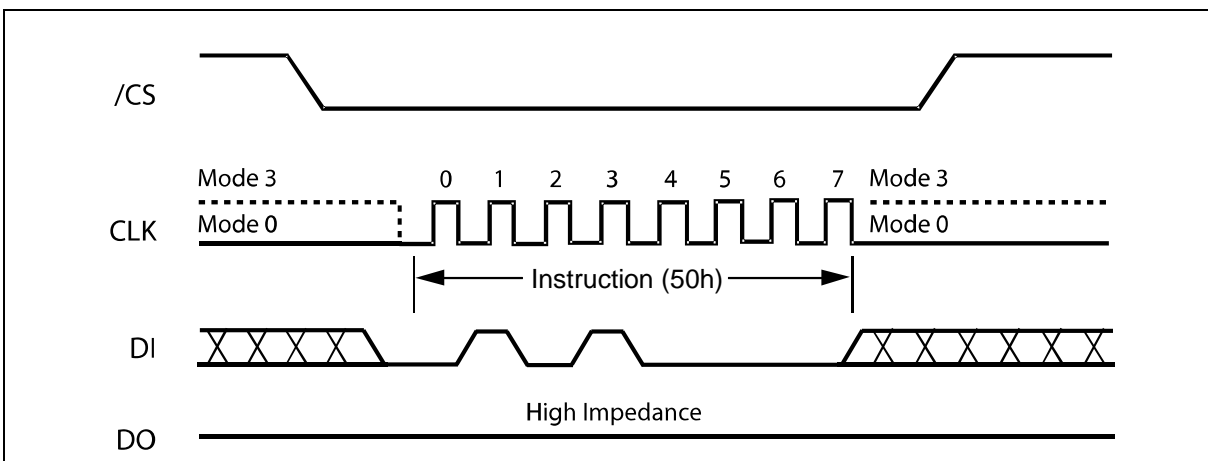 /CS
Mode 3 0 1 2 3 4 5 6 7 Mode 3
CLK Mode 0 Mode 0
Instruction (50h)
DI
High Impedance
DO